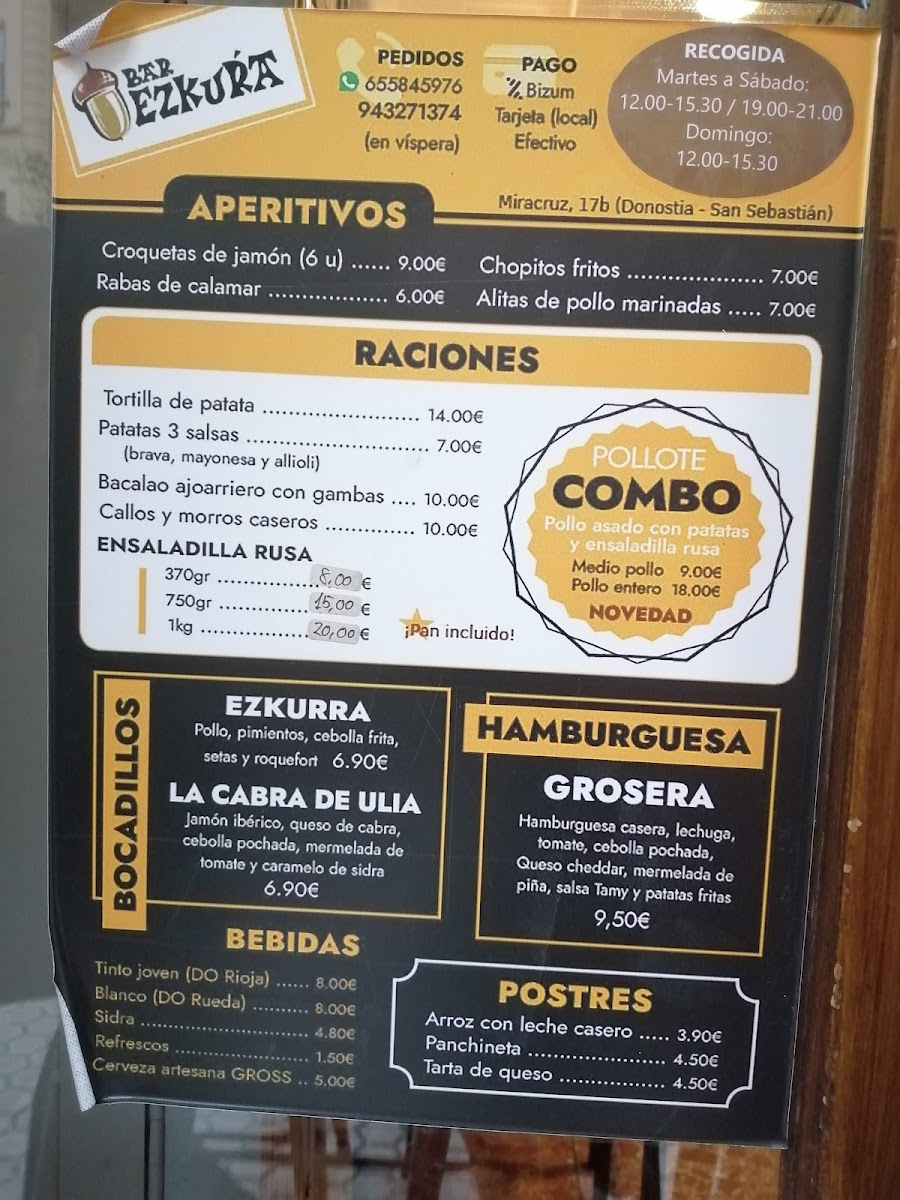 BAR
EZKURA
PEDIDOS
655845976
943271374
(en víspera)
PAGO
Bizum
Tarjeta (local)
Efectivo
RECOGIDA
Martes a Sábado:
12.00-15.30 / 19.00-21.00
Domingo:
12.00-15.30
Miracruz, 17b (Donostia - San Sebastián)
APERITIVOS
Croquetas de jamón (6 u) ...... 9.00€
Rabas de calamar .................. 6.00€
Chopitos fritos ..................... 7.00€
Alitas de pollo marinadas ..... 7.00€
RACIONES
Tortilla de patata ........................ 14.00€
Patatas 3 salsas ............................ 7.00€
(brava, mayonesa y allioli)
Bacalao ajoarriero con gambas .... 10.00€
Callos y morros caseros .............. 10.00€
ENSALADILLA RUSA
370gr ................ 8,00 €
750gr .............. 15,00 €
1kg ................. 20,00 €
¡Pan incluido!
POLLOTE
COMBO
Pollo asado con patatas
y ensaladilla rusa
Medio pollo 9.00€
Pollo entero 18.00€
NOVEDAD
BOCADILLOS
EZKURRA
Pollo, pimientos, cebolla frita,
setas y roquefort 6.90€
LA CABRA DE ULIA
Jamón ibérico, queso de cabra,
cebolla pochada, mermelada de
tomate y caramelo de sidra
6.90€
HAMBURGUESA
GROSERA
Hamburguesa casera, lechuga,
tomate, cebolla pochada,
Queso cheddar, mermelada de
piña, salsa Tamy y patatas fritas
9,50€
BEBIDAS
Tinto joven (DO Rioja) ...... 8.00€
Blanco (DO Rueda) .......... 8.00€
Sidra .............................. 4.80€
Refrescos ........................ 1.50€
Cerveza artesana GROSS .. 5.00€
POSTRES
Arroz con leche casero ..... 3.90€
Panchineta ....................... 4.50€
Tarta de queso .................. 4.50€